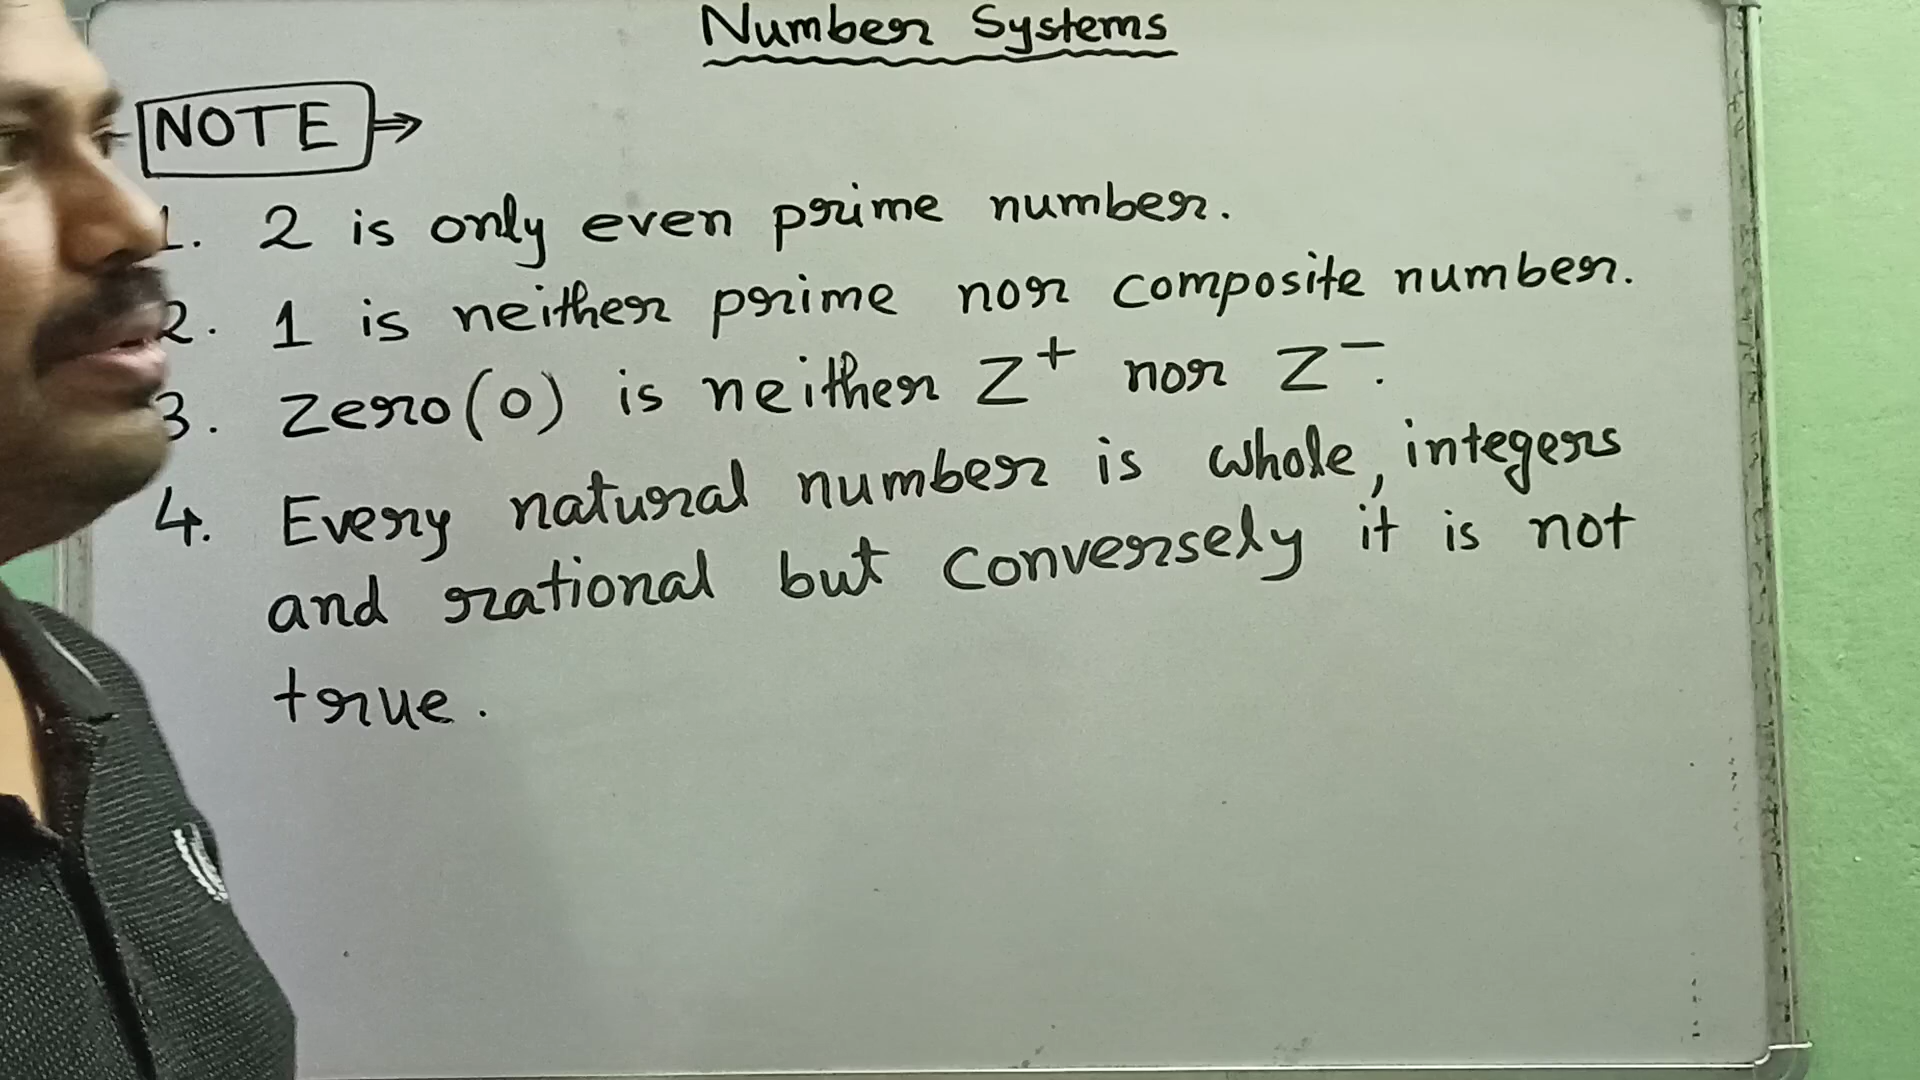 Number Systems
NOTE ⇒
1. 2 is only even prime number.
2. 1 is neither prime nor composite number.
3. Zero(0) is neither Z⁺ nor Z⁻.
4. Every natural number is whole, integers
and rational but conversely it is not
true.